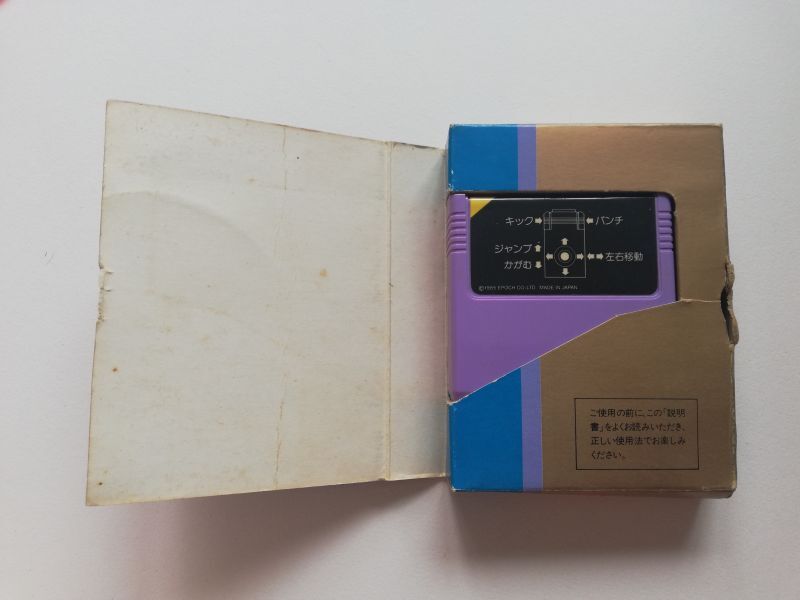 キック パンチ
ジャンプ
かがむ 左右移動
© EPOCH CO.,LTD. MADE IN JAPAN
ご使用の前に、この「説明
書」をよくお読みいただき、
正しい使用法でお楽しみ
ください。